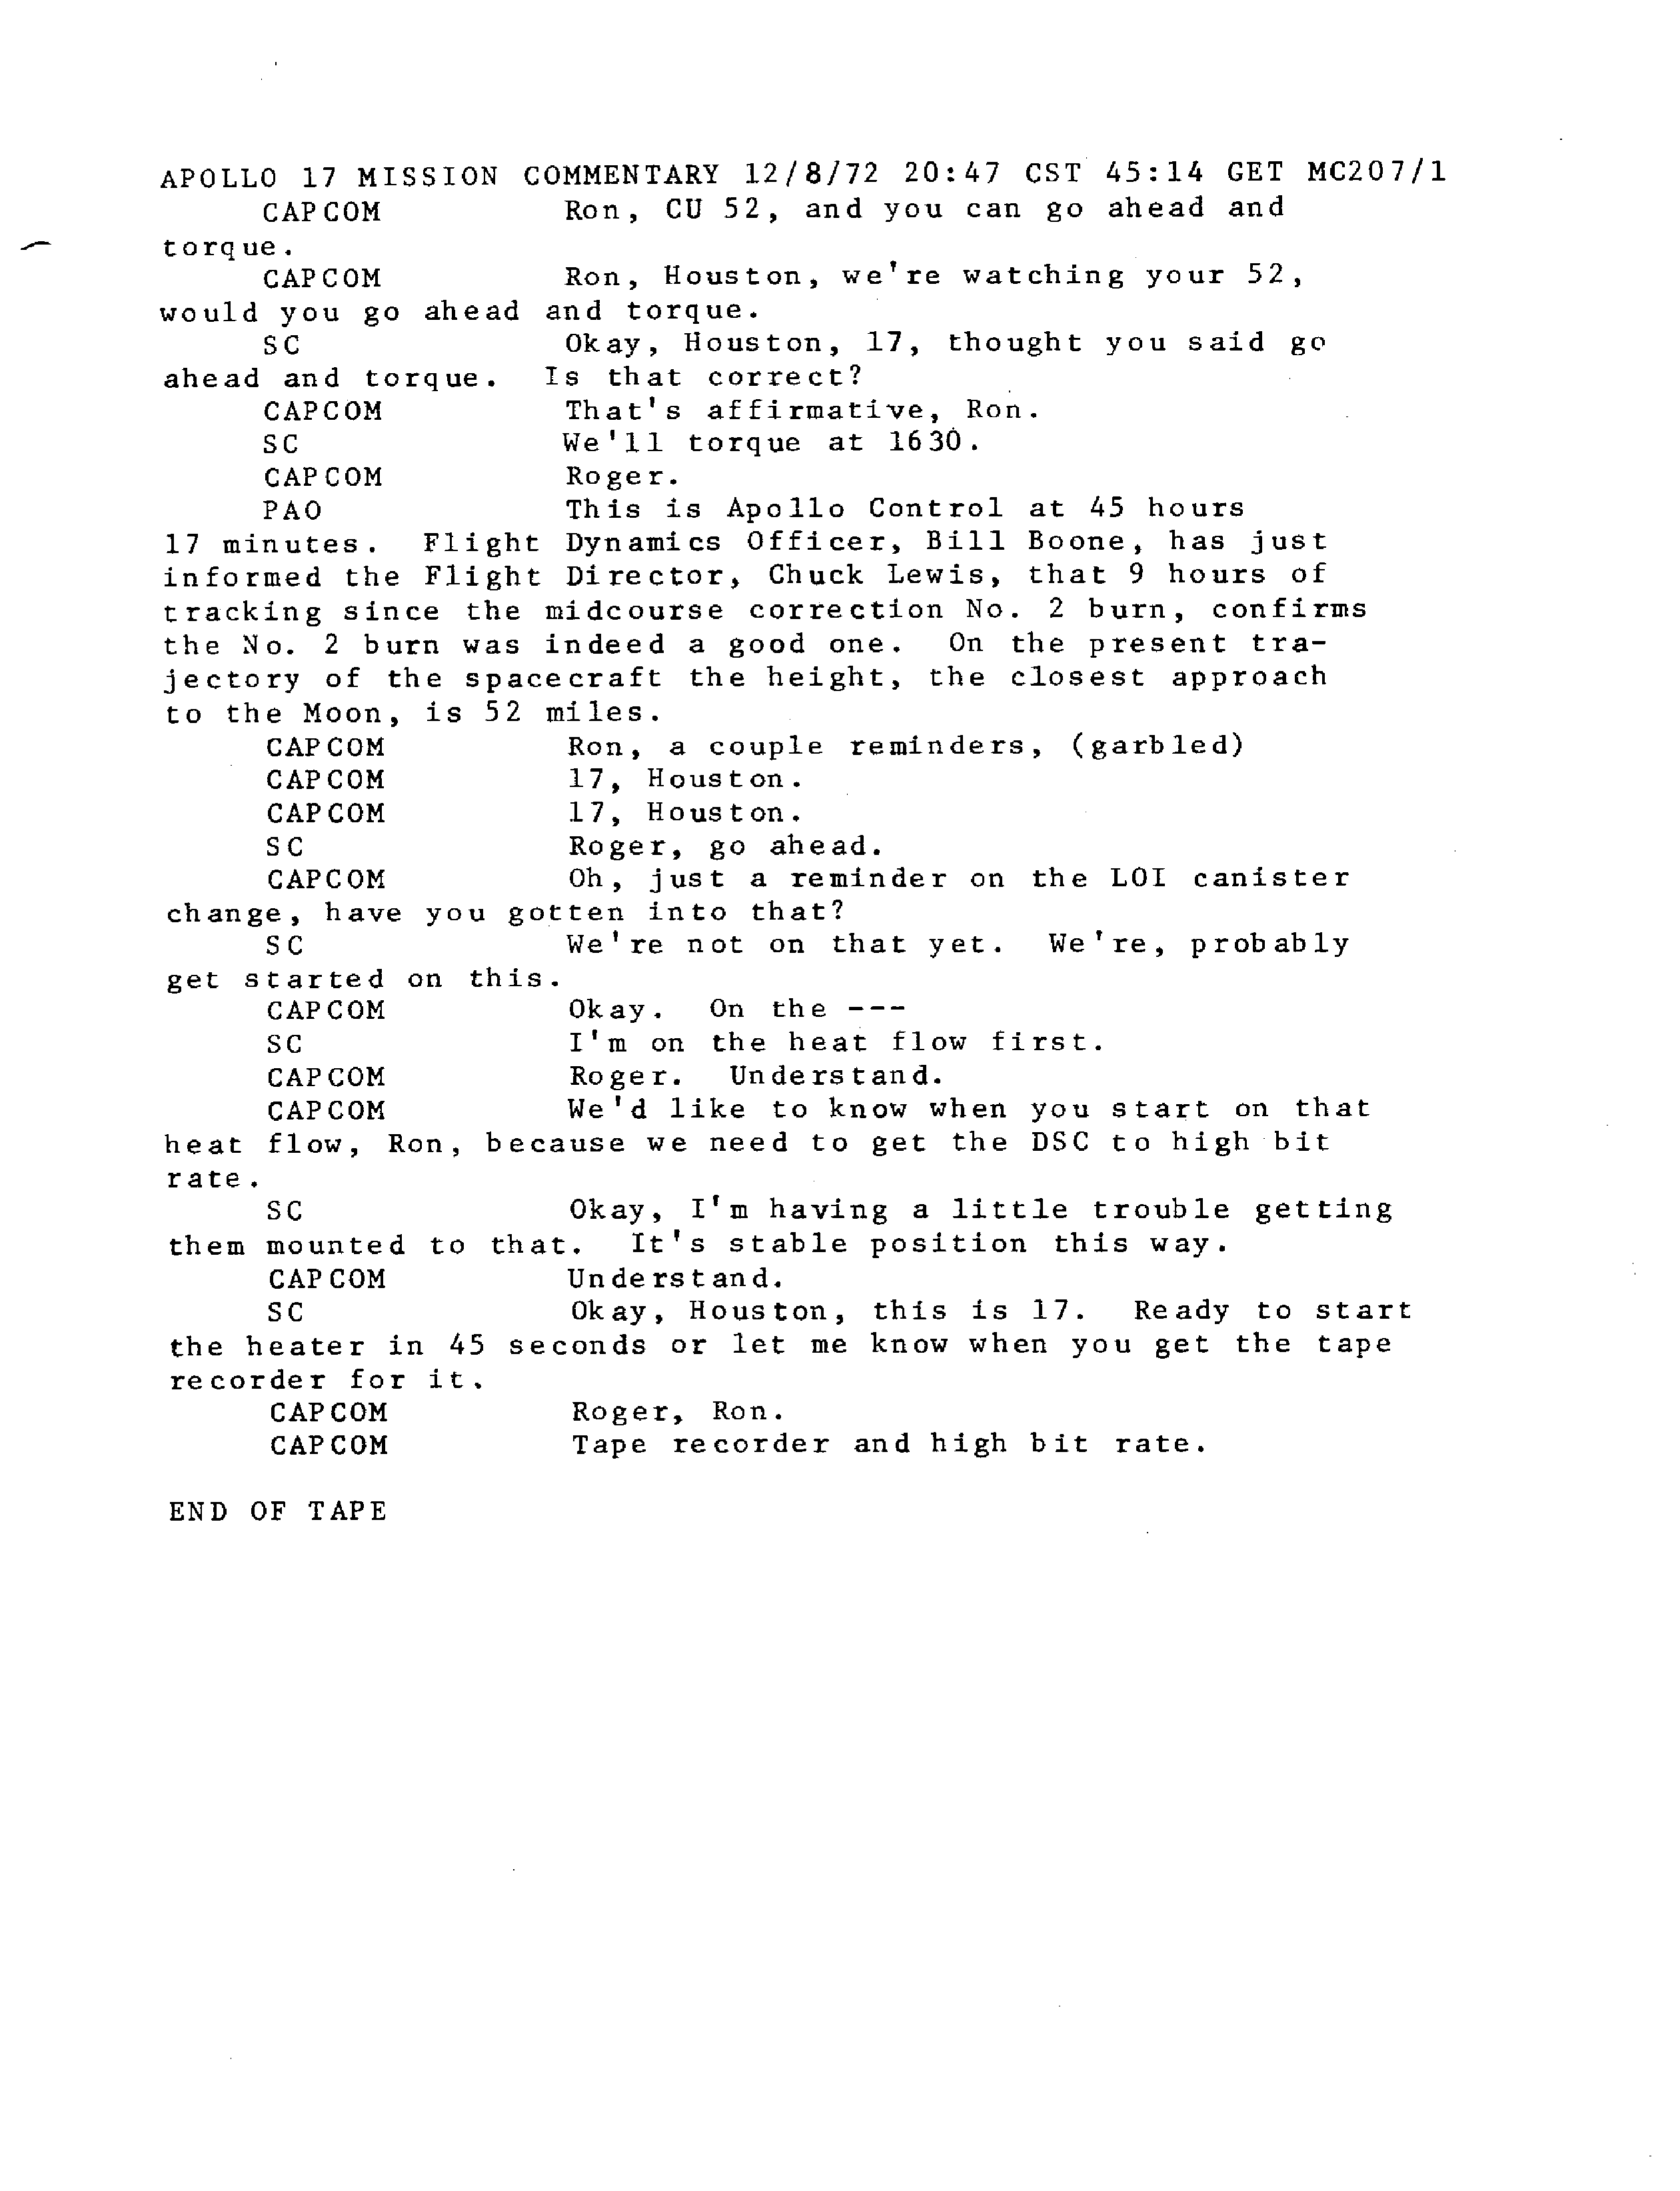 APOLLO 17 MISSION COMMENTARY 12/8/72 20:47 CST 45:14 GET MC207/1
CAPCOM Ron, CU 52, and you can go ahead and
torque.
CAPCOM Ron, Houston, we're watching your 52,
would you go ahead and torque.
SC Okay, Houston, 17, thought you said go
ahead and torque. Is that correct?
CAPCOM That's affirmative, Ron.
SC We'll torque at 1630.
CAPCOM Roger.
PAO This is Apollo Control at 45 hours
17 minutes. Flight Dynamics Officer, Bill Boone, has just
informed the Flight Director, Chuck Lewis, that 9 hours of
tracking since the midcourse correction No. 2 burn, confirms
the No. 2 burn was indeed a good one. On the present tra-
jectory of the spacecraft the height, the closest approach
to the Moon, is 52 miles.
CAPCOM Ron, a couple reminders, (garbled)
CAPCOM 17, Houston.
CAPCOM 17, Houston.
SC Roger, go ahead.
CAPCOM Oh, just a reminder on the LOI canister
change, have you gotten into that?
SC We're not on that yet. We're, probably
get started on this.
CAPCOM Okay. On the ---
SC I'm on the heat flow first.
CAPCOM Roger. Understand.
CAPCOM We'd like to know when you start on that
heat flow, Ron, because we need to get the DSC to high bit
rate.
SC Okay, I'm having a little trouble getting
them mounted to that. It's stable position this way.
CAPCOM Understand.
SC Okay, Houston, this is 17. Ready to start
the heater in 45 seconds or let me know when you get the tape
recorder for it.
CAPCOM Roger, Ron.
CAPCOM Tape recorder and high bit rate.
END OF TAPE